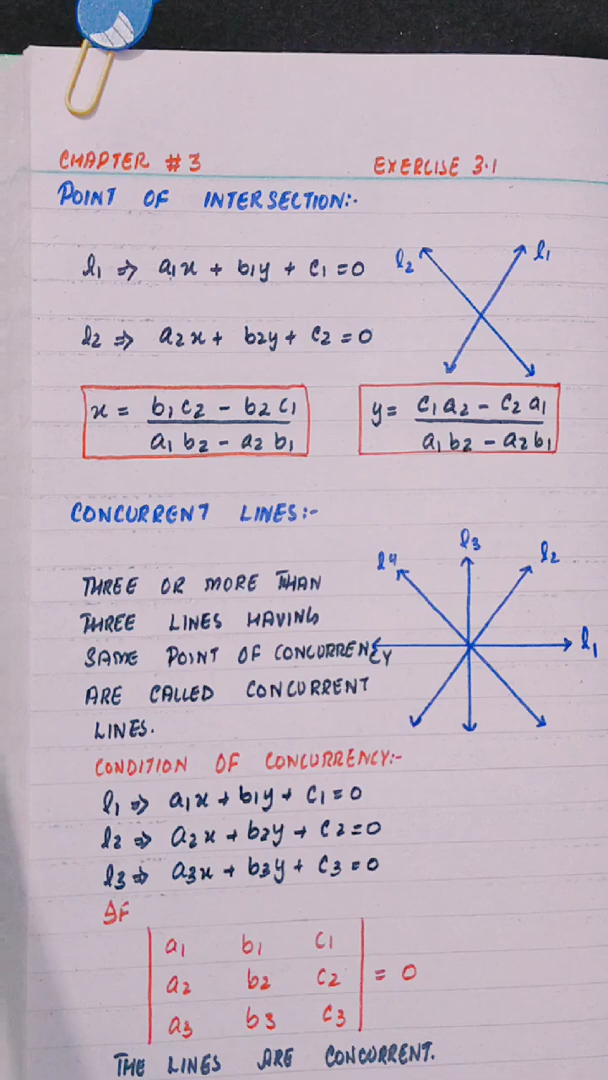 CHAPTER # 3 EXERCISE 3.1
POINT OF INTERSECTION:-
l₁ ⇒ a₁x + b₁y + c₁ = 0
l₂ l₁
l₂ ⇒ a₂x + b₂y + c₂ = 0
x = (b₁c₂ - b₂c₁) / (a₁b₂ - a₂b₁) y = (c₁a₂ - c₂a₁) / (a₁b₂ - a₂b₁)
CONCURRENT LINES:-
l4 l₃ l₂
l₁
THREE OR MORE THAN
THREE LINES HAVING
SAME POINT OF CONCURRENCY
ARE CALLED CONCURRENT
LINES.
CONDITION OF CONCURRENCY:-
l₁ ⇒ a₁x + b₁y + c₁ = 0
l₂ ⇒ a₂x + b₂y + c₂ = 0
l₃ ⇒ a₃x + b₃y + c₃ = 0
IF
| a₁ b₁ c₁ |
| a₂ b₂ c₂ | = 0
| a₃ b₃ c₃ |
THE LINES ARE CONCURRENT.